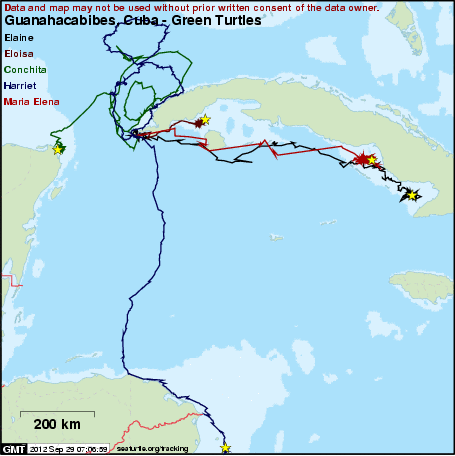 Data and map may not be used without prior written consent of the data owner.
Guanahacabibes, Cuba - Green Turtles
Elaine
Eloisa
Conchita
Harriet
Maria Elena
200 km
GMT 2012 Sep 29 07:06:59 seaturtle.org/tracking